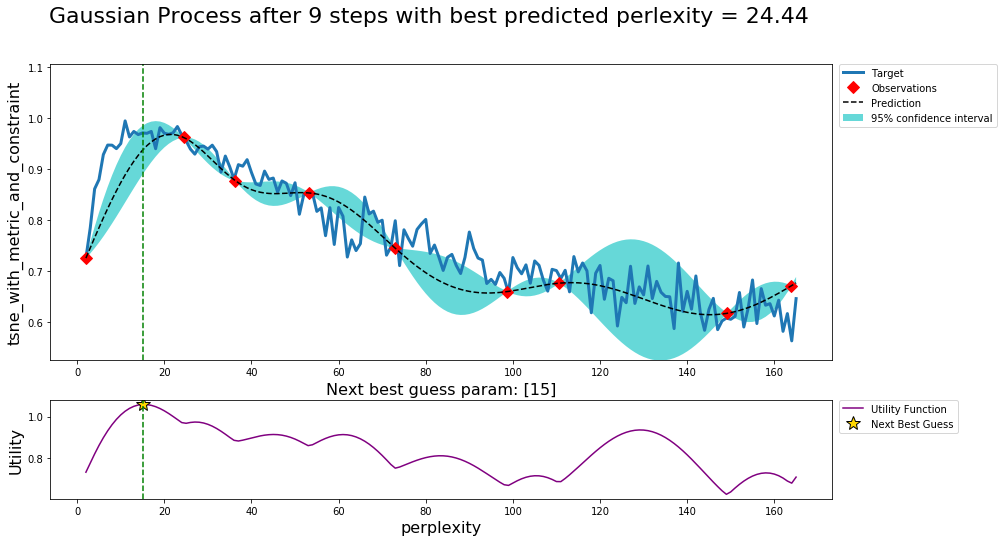 Gaussian Process after 9 steps with best predicted perlexity = 24.44
tsne_with_metric_and_constraint
1.1
1.0
0.9
0.8
0.7
0.6
0 20 40 60 80 100 120 140 160
Target
Observations
Prediction
95% confidence interval
Next best guess param: [15]
Utility
1.0
0.8
0 20 40 60 80 100 120 140 160
perplexity
Utility Function
Next Best Guess